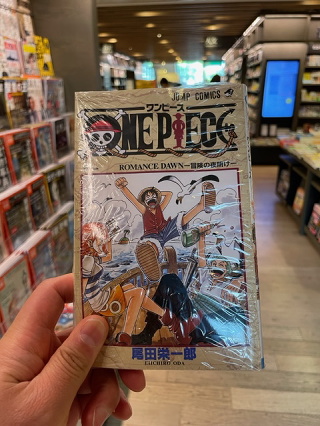 JUMP COMICS
ワンピース
ONE PIECE
ROMANCE DAWN —冒険の夜明け—
尾田栄一郎
EIICHIRO ODA